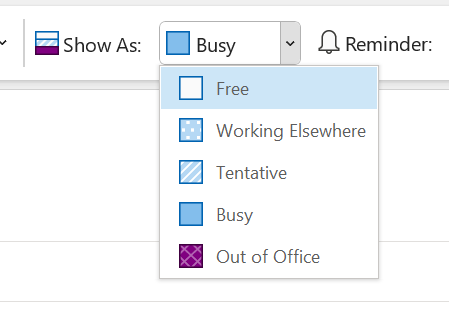 Show As: Busy Reminder:
Free
Working Elsewhere
Tentative
Busy
Out of Office